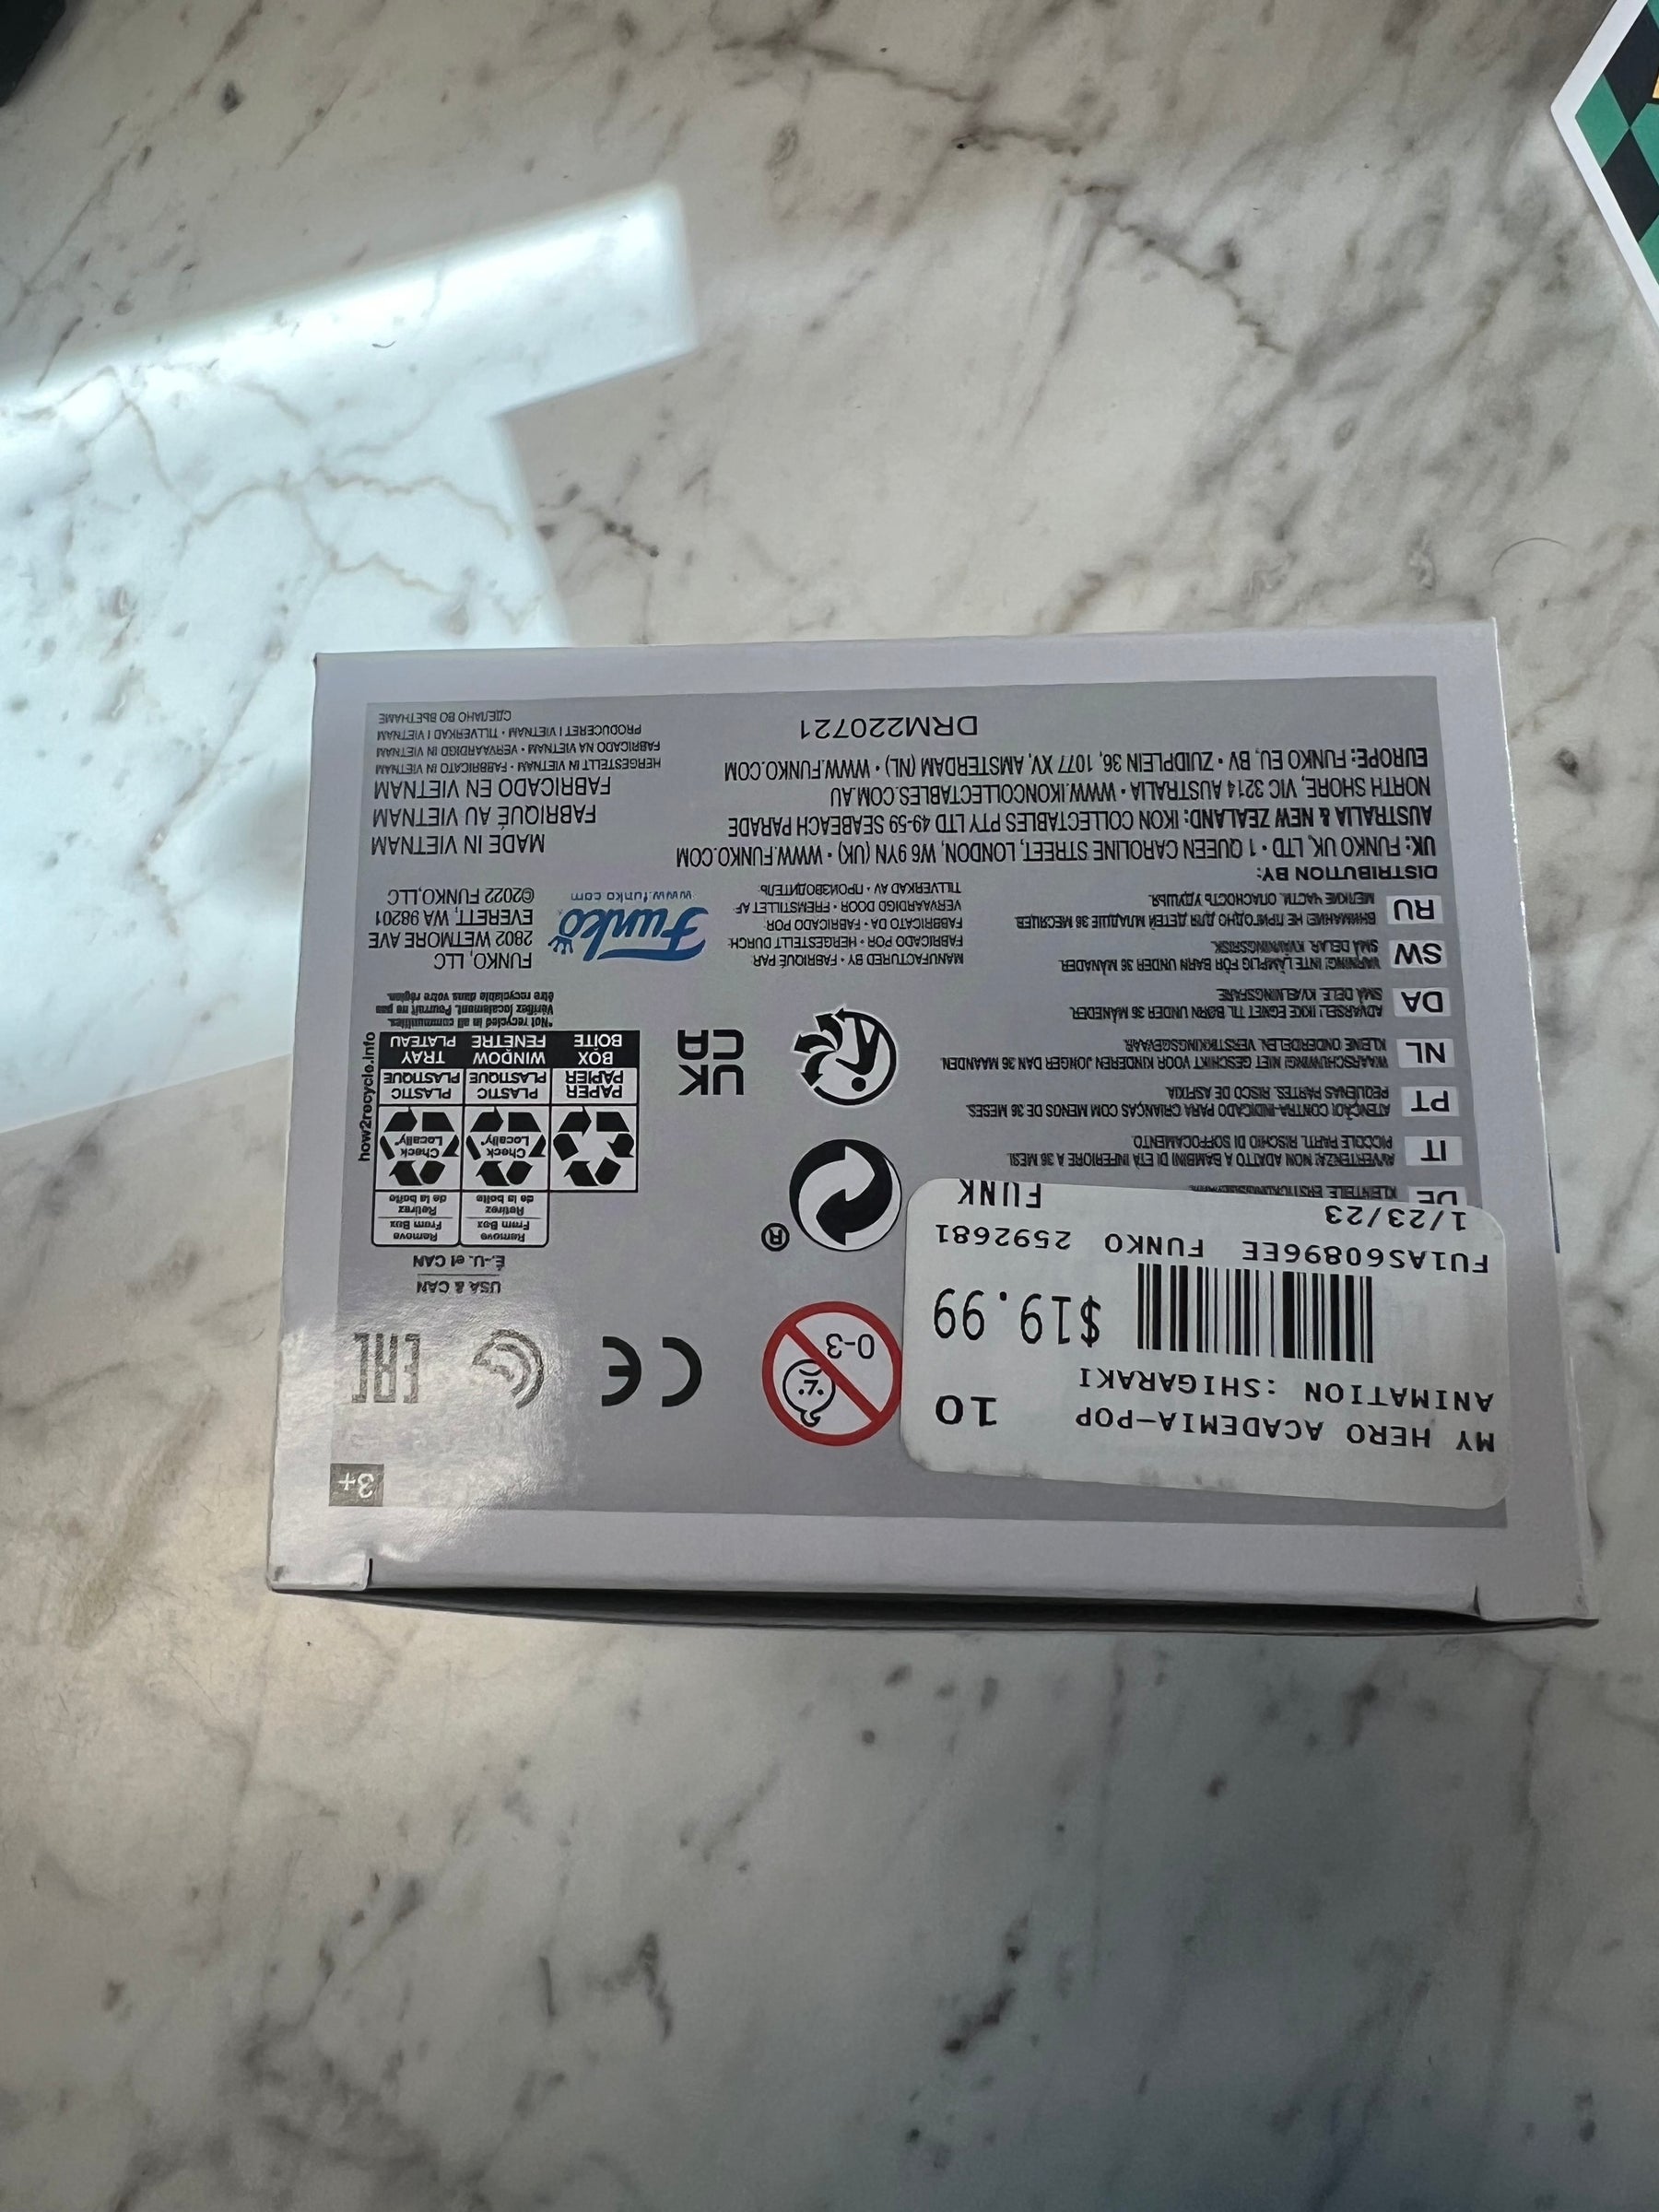 MY HERO ACADEMIA-POP 10
ANIMATION :SHIGARAKI
$19.99
FU1AS60896EE FUNKO 2592681
1/23/23 FUNK
3+
0-3
CE
EAC
®
USA & CAN
É.-U. et CAN
Remove From Box
Retirez de la boîte
Remove From Box
Retirez de la boîte
Check Locally*
Check Locally*
PAPER
PAPIER
BOX
BOÎTE
PLASTIC
PLASTIQUE
WINDOW
FENÊTRE
PLASTIC
PLASTIQUE
TRAY
PLATEAU
how2recycle.info
*Not recycled in all communities.
Vérifiez localement. Pourrait ne pas
être recyclable dans votre région.
UK
CA
DE
KLEINTEILE. ERSTICKUNGSGEFAHR.
IT AVVERTENZA! NON ADATTO A BAMBINI DI ETÀ INFERIORE A 36 MESI.
PICCOLE PARTI. RISCHIO DI SOFFOCAMENTO.
PT ATENÇÃO! CONTRA-INDICADO PARA CRIANÇAS COM MENOS DE 36 MESES.
PEQUENAS PARTES. RISCO DE ASFIXIA
NL WAARSCHUWING! NIET GESCHIKT VOOR KINDEREN JONGER DAN 36 MAANDEN.
KLEINE ONDERDELEN. VERSTIKKINGSGEVAAR.
DA ADVARSEL! IKKE EGNET TIL BØRN UNDER 36 MÅNEDER.
SMÅ DELE. KVÆLNINGSFARE.
SW VARNING! INTE LÄMPLIG FÖR BARN UNDER 36 MÅNADER.
SMÅ DELAR. KVÄVNINGSRISK.
RU ВНИМАНИЕ! НЕ ПРИГОДНО ДЛЯ ДЕТЕЙ МЛАДШЕ 36 МЕСЯЦЕВ.
МЕЛКИЕ ЧАСТИ. ОПАСНОСТЬ УДУШЬЯ.
MANUFACTURED BY • FABRIQUÉ PAR:
FABRICADO POR • HERGESTELLT DURCH:
FABBRICATO DA • FABRICADO POR:
VERVAARDIGD DOOR • FREMSTILLET AF:
TILLVERKAD AV • ПРОИЗВОДИТЕЛЬ:
Funko
www.funko.com
FUNKO, LLC
2802 WETMORE AVE
EVERETT, WA 98201
©2022 FUNKO,LLC
DISTRIBUTION BY:
UK: FUNKO UK, LTD • 1 QUEEN CAROLINE STREET, LONDON, W6 9YN (UK) • WWW.FUNKO.COM
AUSTRALIA & NEW ZEALAND: IKON COLLECTABLES PTY LTD 49-59 SEABEACH PARADE
NORTH SHORE, VIC 3214 AUSTRALIA • WWW.IKONCOLLECTABLES.COM.AU
EUROPE: FUNKO EU, BV • ZUIDPLEIN 36, 1077 XV, AMSTERDAM (NL) • WWW.FUNKO.COM
DRM220721
MADE IN VIETNAM
FABRIQUÉ AU VIETNAM
FABRICADO EN VIETNAM
HERGESTELLT IN VIETNAM • FABBRICATO IN VIETNAM
FABRICADO NA VIETNAM • VERVAARDIGD IN VIETNAM
PRODUCERET I VIETNAM • TILLVERKAD I VIETNAM
СДЕЛАНО ВО ВЬЕТНАМЕ